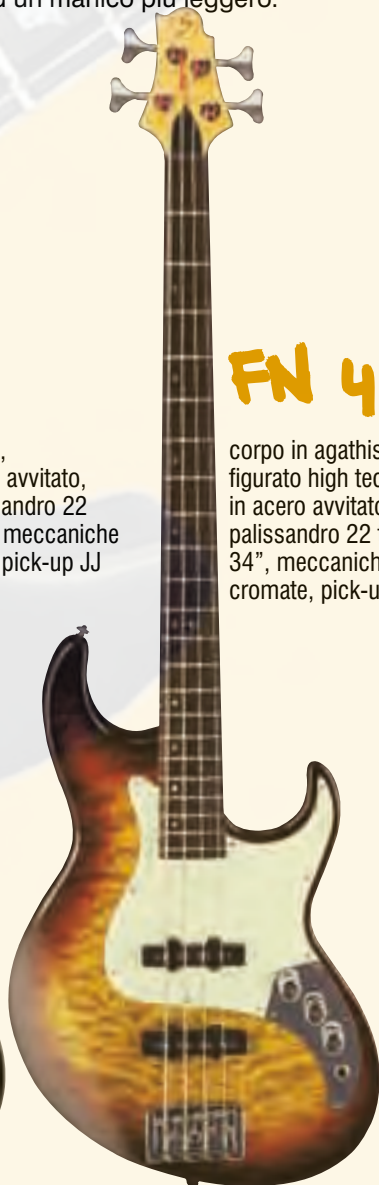 un manico più leggero.
FN 4
avvitato,
andro 22
meccaniche
pick-up JJ
corpo in agathis
figurato high tec
in acero avvitato
palissandro 22
34”, meccanich
cromate, pick-u